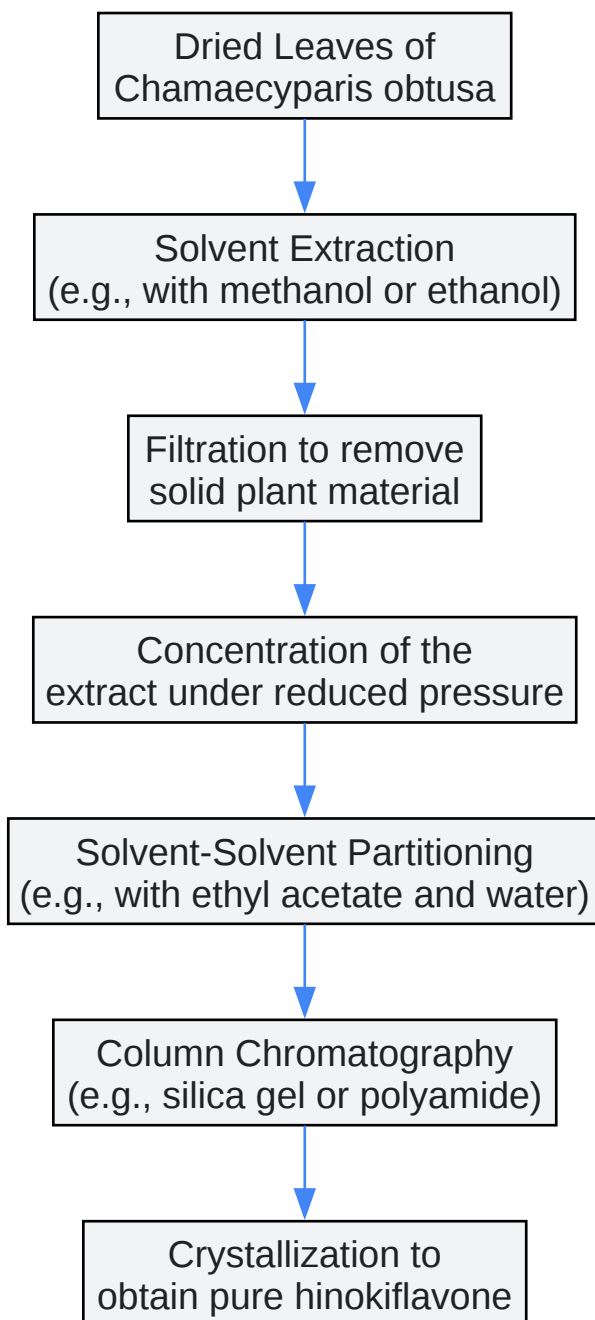 Dried Leaves of
Chamaecyparis obtusa
Solvent Extraction
(e.g., with methanol or ethanol)
Filtration to remove
solid plant material
Concentration of the
extract under reduced pressure
Solvent-Solvent Partitioning
(e.g., with ethyl acetate and water)
Column Chromatography
(e.g., silica gel or polyamide)
Crystallization to
obtain pure hinokiflavone